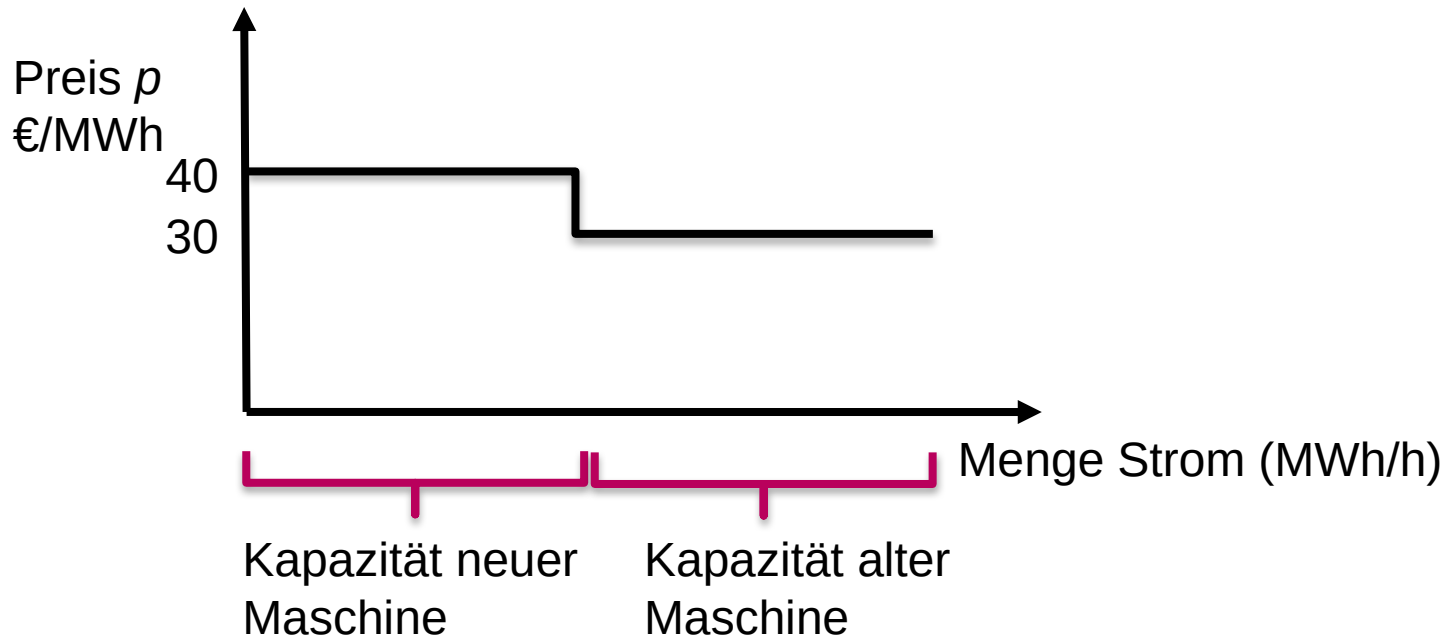 Preis p
€/MWh
40
30
Menge Strom (MWh/h)
Kapazität neuer
Maschine
Kapazität alter
Maschine